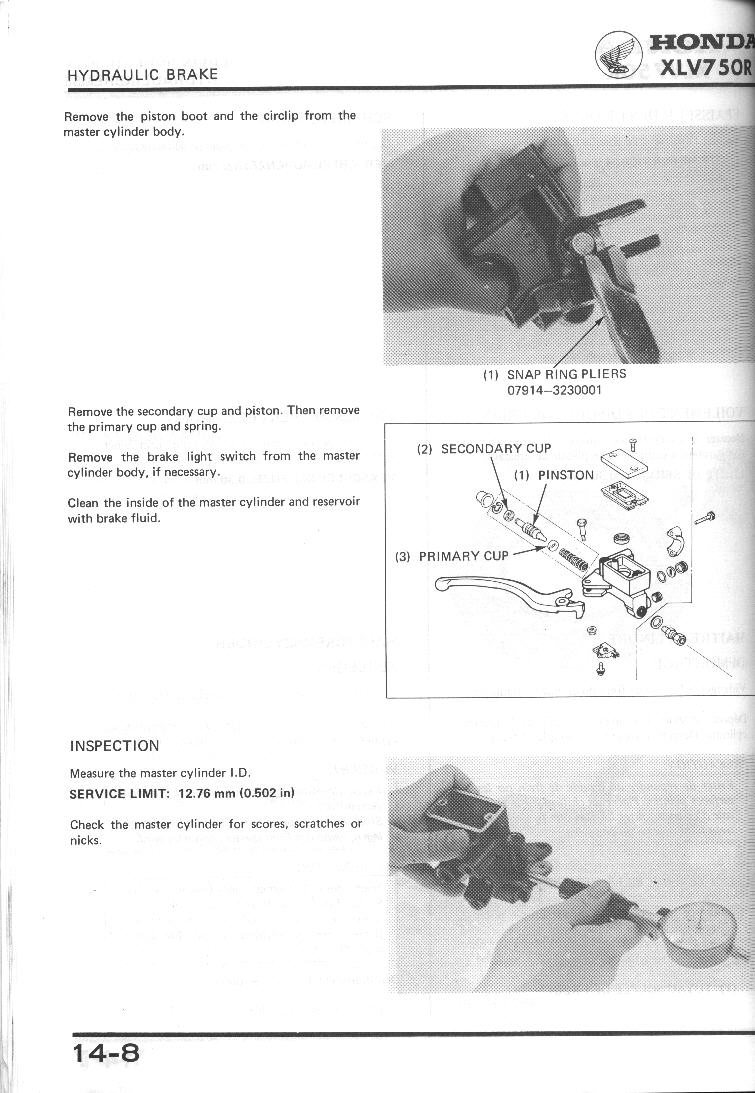 HYDRAULIC BRAKE
HONDA
XLV750R
Remove the piston boot and the circlip from the
master cylinder body.
(1) SNAP RING PLIERS
07914-3230001
Remove the secondary cup and piston. Then remove
the primary cup and spring.
Remove the brake light switch from the master
cylinder body, if necessary.
Clean the inside of the master cylinder and reservoir
with brake fluid.
(2) SECONDARY CUP
(1) PINSTON
(3) PRIMARY CUP
INSPECTION
Measure the master cylinder I.D.
SERVICE LIMIT: 12.76 mm (0.502 in)
Check the master cylinder for scores, scratches or
nicks.
14-8